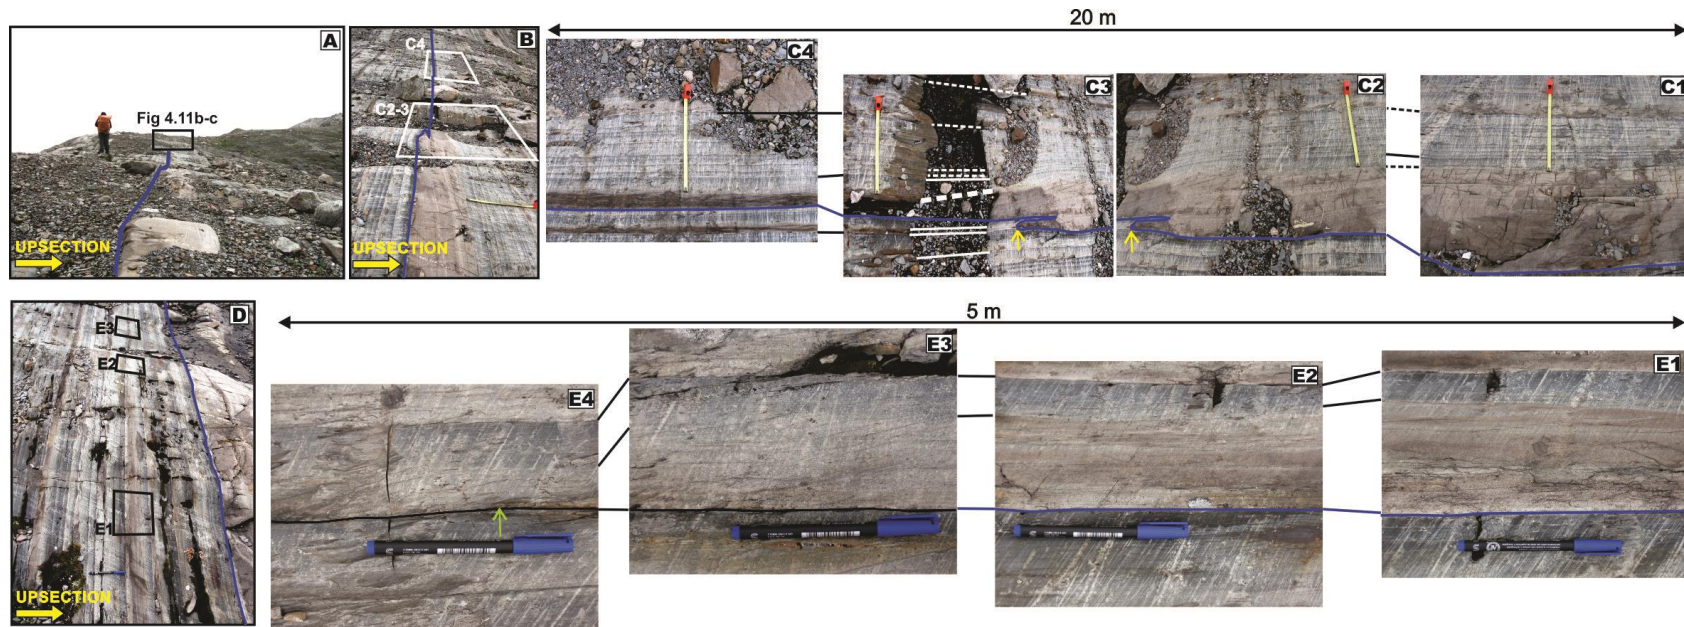 A
Fig 4.11b-c
UPSECTION
B
C4
C2-3
UPSECTION
20 m
C4
C3
C2
C1
D
E3
E2
E1
UPSECTION
5 m
E4
E3
E2
E1